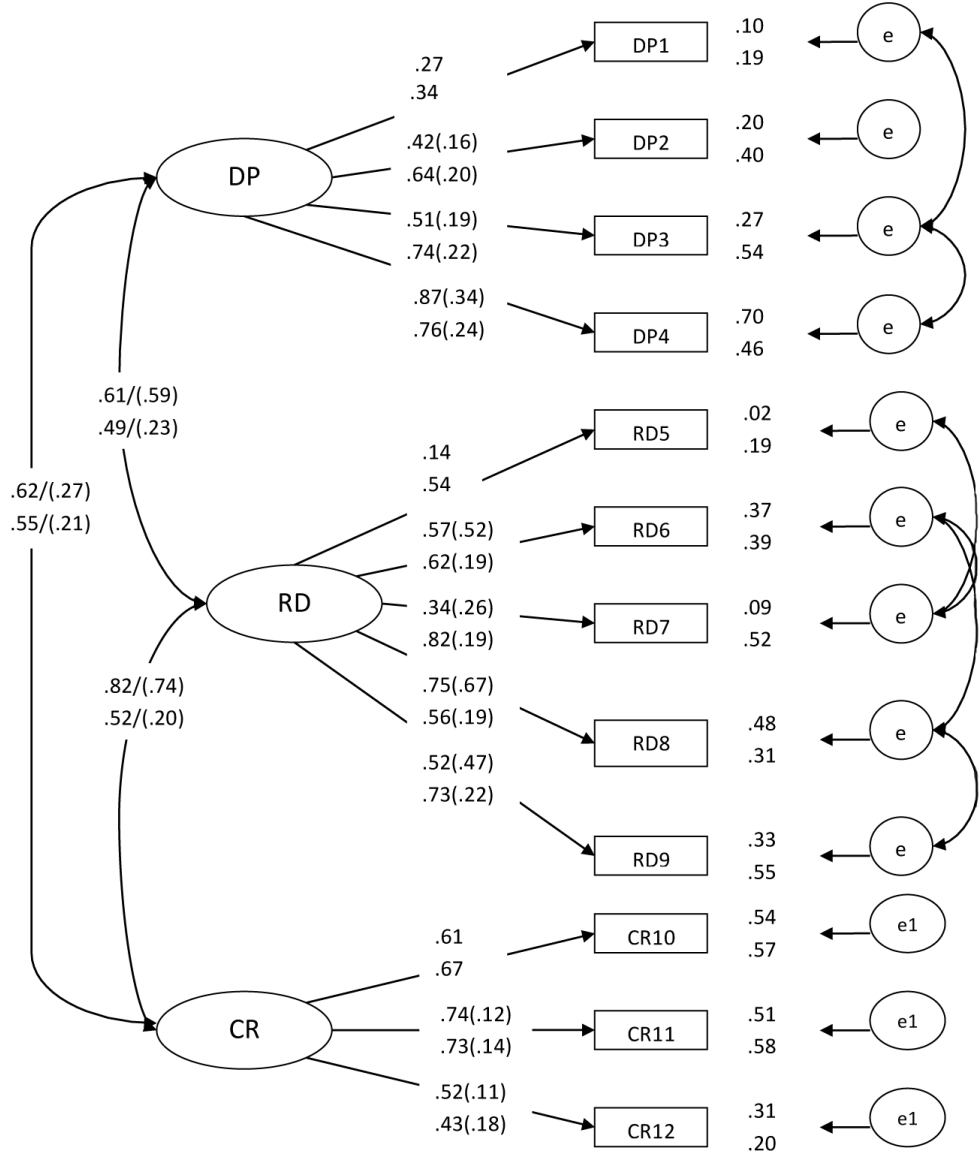 .27
.34
DP1
.10
.19
e
DP
.42(.16)
.64(.20)
DP2
.20
.40
e
.51(.19)
.74(.22)
DP3
.27
.54
e
.87(.34)
.76(.24)
DP4
.70
.46
e
.61/(.59)
.49/(.23)
.62/(.27)
.55/(.21)
.14
.54
RD5
.02
.19
e
RD
.57(.52)
.62(.19)
RD6
.37
.39
e
.34(.26)
.82(.19)
RD7
.09
.52
e
.82/(.74)
.52/(.20)
.75(.67)
.56(.19)
RD8
.48
.31
e
.52(.47)
.73(.22)
RD9
.33
.55
e
.61
.67
CR10
.54
.57
e1
CR
.74(.12)
.73(.14)
CR11
.51
.58
e1
.52(.11)
.43(.18)
CR12
.31
.20
e1